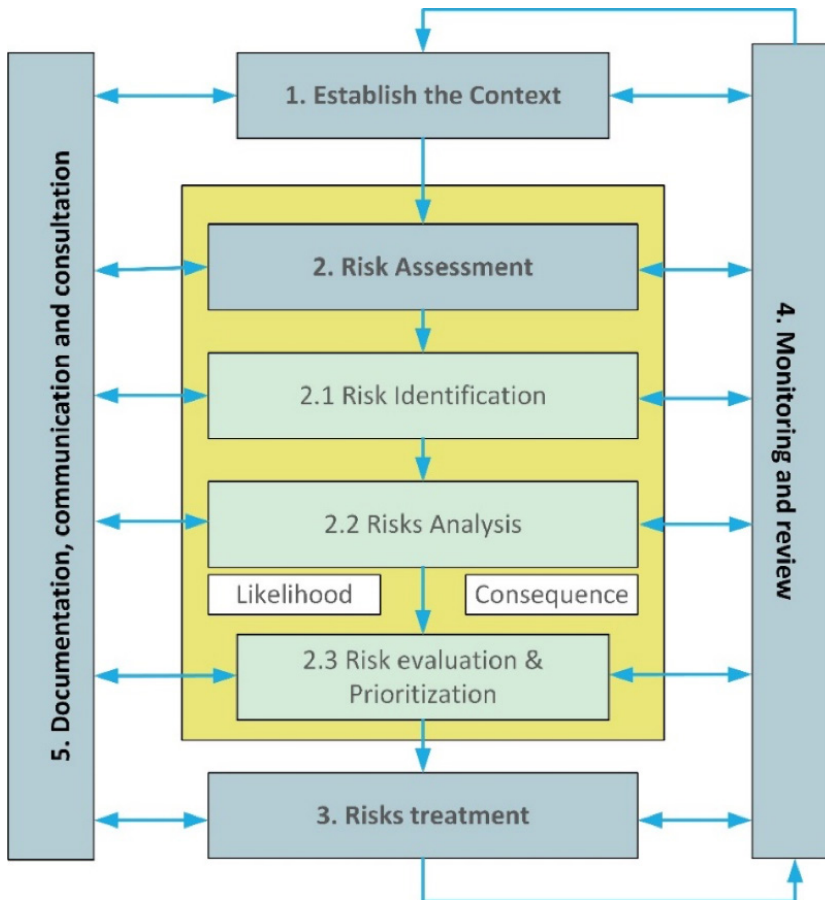 1. Establish the Context
2. Risk Assessment
2.1 Risk Identification
2.2 Risks Analysis
Likelihood
Consequence
2.3 Risk evaluation &
Prioritization
3. Risks treatment
4. Monitoring and review
5. Documentation, communication and consultation